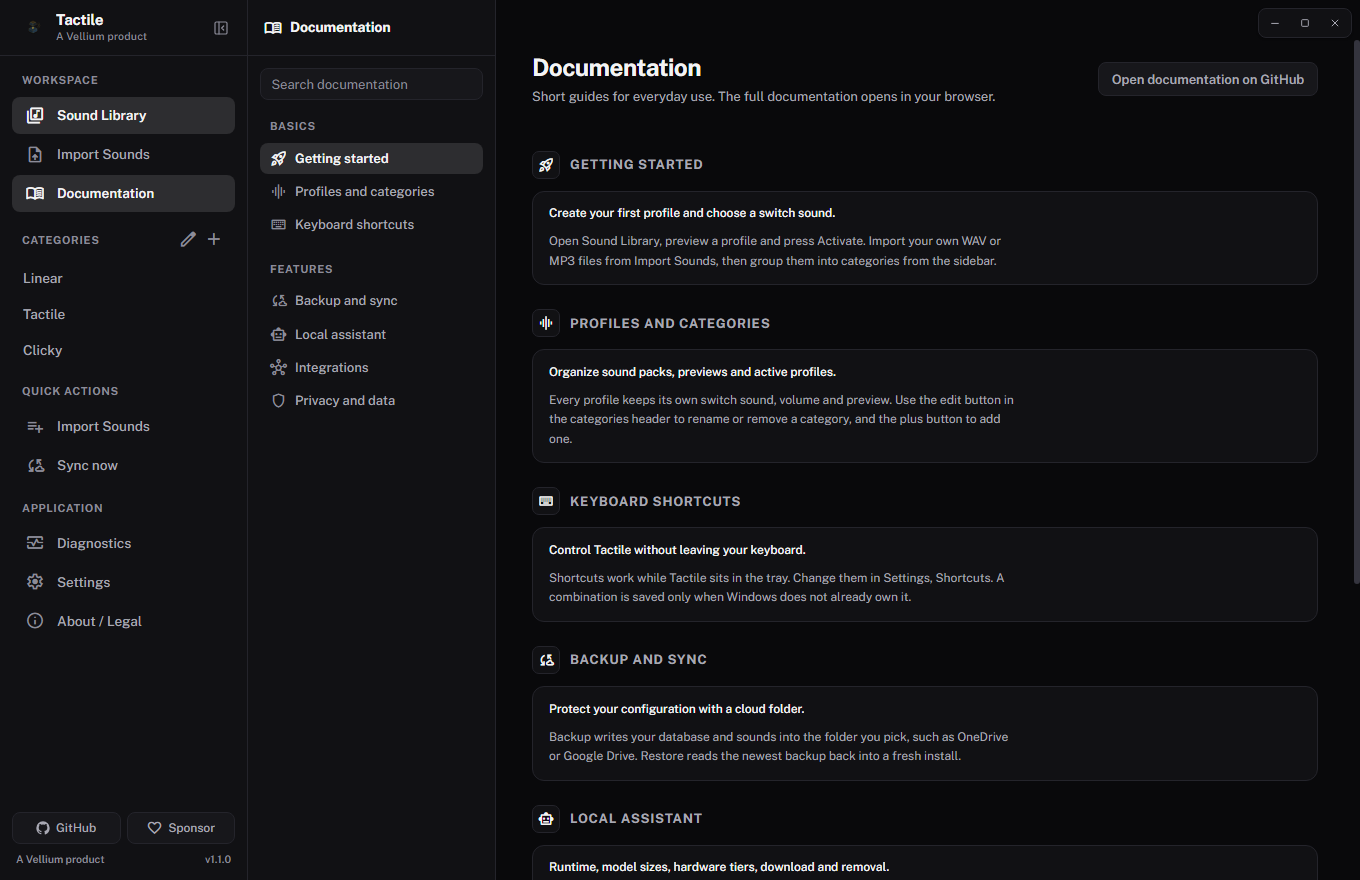 Tactile
A Vellium product
WORKSPACE
Sound Library
Import Sounds
Documentation
CATEGORIES
Linear
Tactile
Clicky
QUICK ACTIONS
Import Sounds
Sync now
APPLICATION
Diagnostics
Settings
About / Legal
GitHub
Sponsor
A Vellium product
v1.1.0
Documentation
Search documentation
BASICS
Getting started
Profiles and categories
Keyboard shortcuts
FEATURES
Backup and sync
Local assistant
Integrations
Privacy and data
Documentation
Short guides for everyday use. The full documentation opens in your browser.
Open documentation on GitHub
GETTING STARTED
Create your first profile and choose a switch sound.
Open Sound Library, preview a profile and press Activate. Import your own WAV or
MP3 files from Import Sounds, then group them into categories from the sidebar.
PROFILES AND CATEGORIES
Organize sound packs, previews and active profiles.
Every profile keeps its own switch sound, volume and preview. Use the edit button in
the categories header to rename or remove a category, and the plus button to add
one.
KEYBOARD SHORTCUTS
Control Tactile without leaving your keyboard.
Shortcuts work while Tactile sits in the tray. Change them in Settings, Shortcuts. A
combination is saved only when Windows does not already own it.
BACKUP AND SYNC
Protect your configuration with a cloud folder.
Backup writes your database and sounds into the folder you pick, such as OneDrive
or Google Drive. Restore reads the newest backup back into a fresh install.
LOCAL ASSISTANT
Runtime, model sizes, hardware tiers, download and removal.